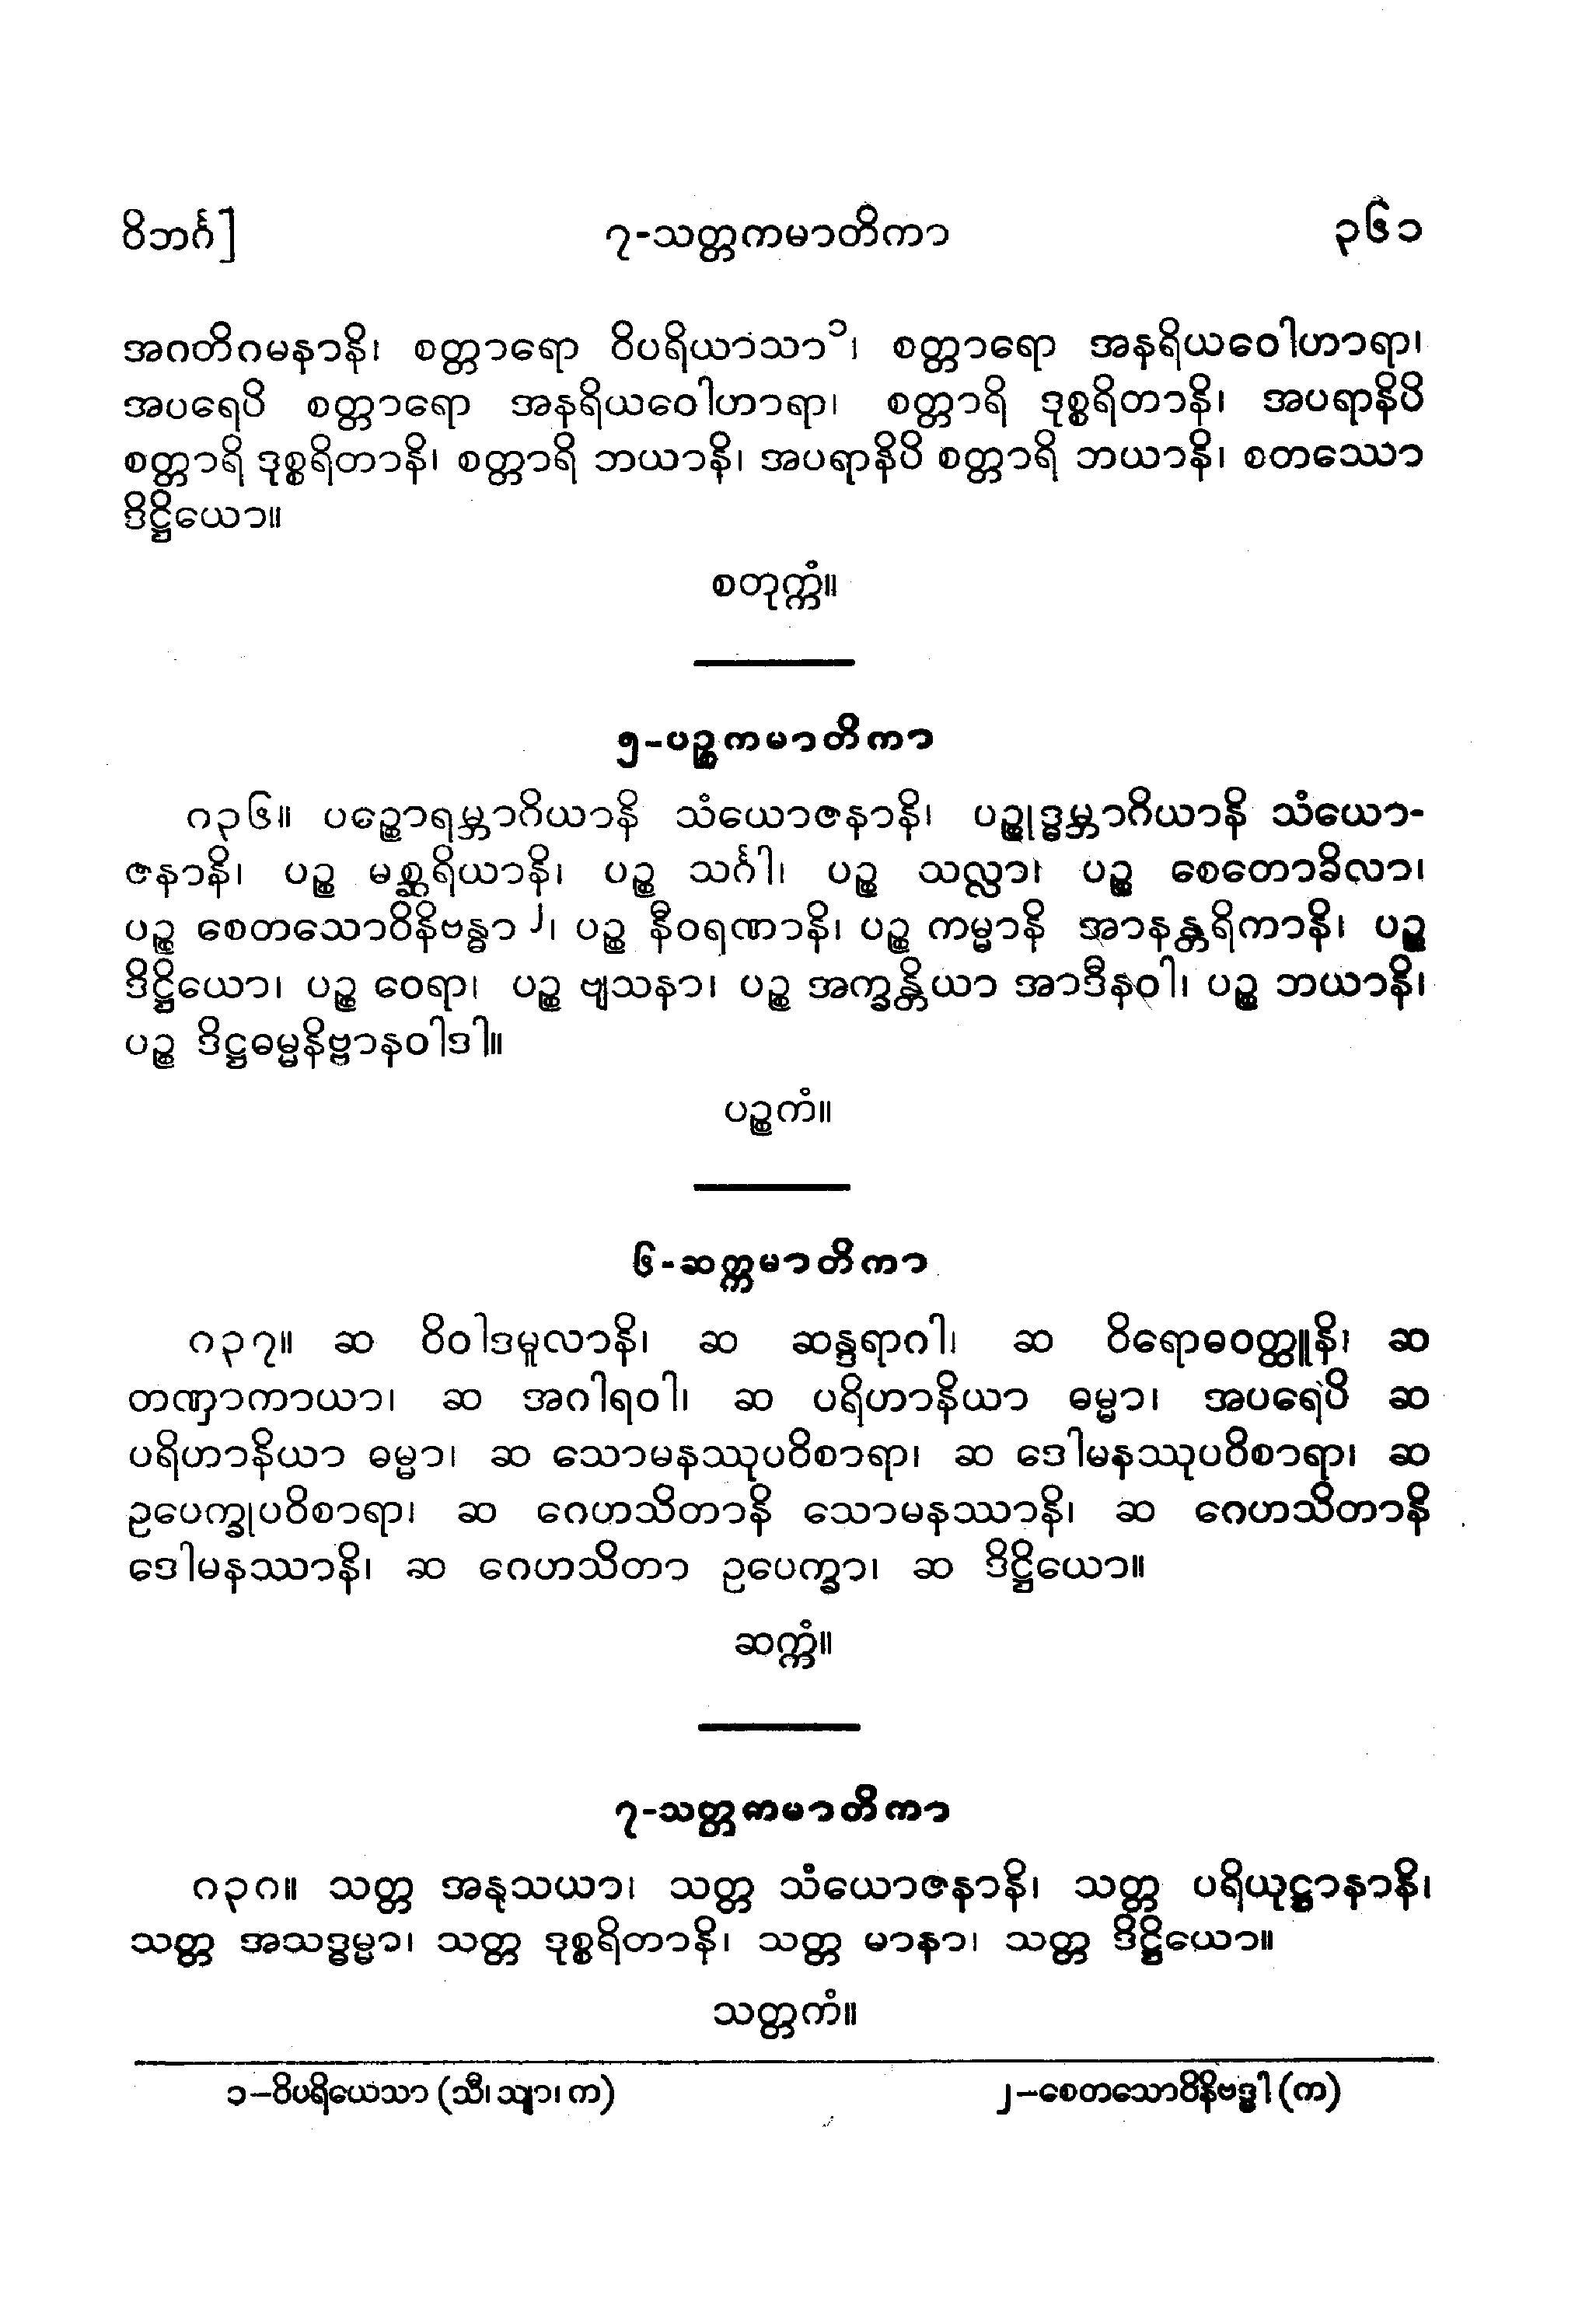 ဝိဘင်္ဂ] ၇-သတ္တကမာတိကာ ၃၆၁
အဂတိဂမနာနိ၊ စတ္တာရော ဝိပရိယာသာ၁၊ စတ္တာရော အနရိယဝေါဟာရာ၊
အပရေပိ စတ္တာရော အနရိယဝေါဟာရာ၊ စတ္တာရိ ဒုစ္စရိတာနိ၊ အပရာနိပိ
စတ္တာရိ ဒုစ္စရိတာနိ၊ စတ္တာရိ ဘယာနိ၊ အပရာနိပိ စတ္တာရိ ဘယာနိ၊ စတဿော
ဒိဋ္ဌိယော။
စတုက္ကံ။
၅-ပဉ္စကမာတိကာ
၈၃၆။ ပဉ္စောရမ္ဘာဂိယာနိ သံယောဇနာနိ၊ ပဉ္စုဒ္ဓမ္ဘာဂိယာနိ သံယော-
ဇနာနိ၊ ပဉ္စ မစ္ဆရိယာနိ၊ ပဉ္စ သင်္ဂါ၊ ပဉ္စ သလ္လာ၊ ပဉ္စ စေတောခိလာ၊
ပဉ္စ စေတသောဝိနိဗန္ဓာ၂၊ ပဉ္စ နီဝရဏာနိ၊ ပဉ္စ ကမ္မာနိ အာနန္တရိကာနိ၊ ပဉ္စ
ဒိဋ္ဌိယော၊ ပဉ္စ ဝေရာ၊ ပဉ္စ ဗျသနာ၊ ပဉ္စ အက္ခန္တိယာ အာဒီနဝါ၊ ပဉ္စ ဘယာနိ၊
ပဉ္စ ဒိဋ္ဌဓမ္မနိဗ္ဗာနဝါဒါ။
ပဉ္စကံ။
၆-ဆက္ကမာတိကာ
၈၃၇။ ဆ ဝိဝါဒမူလာနိ၊ ဆ ဆန္ဒရာဂါ၊ ဆ ဝိရောဓဝတ္ထူနိ၊ ဆ
တဏှာကာယာ၊ ဆ အဂါရဝါ၊ ဆ ပရိဟာနိယာ ဓမ္မာ၊ အပရေပိ ဆ
ပရိဟာနိယာ ဓမ္မာ၊ ဆ သောမနဿုပဝိစာရာ၊ ဆ ဒေါမနဿုပဝိစာရာ၊ ဆ
ဥပေက္ခုပဝိစာရာ၊ ဆ ဂေဟသိတာနိ သောမနဿာနိ၊ ဆ ဂေဟသိတာနိ
ဒေါမနဿာနိ၊ ဆ ဂေဟသိတာ ဥပေက္ခာ၊ ဆ ဒိဋ္ဌိယော။
ဆက္ကံ။
၇-သတ္တကမာတိကာ
၈၃၈။ သတ္တ အနုသယာ၊ သတ္တ သံယောဇနာနိ၊ သတ္တ ပရိယုဋ္ဌာနာနိ၊
သတ္တ အသဒ္ဓမ္မာ၊ သတ္တ ဒုစ္စရိတာနိ၊ သတ္တ မာနာ၊ သတ္တ ဒိဋ္ဌိယော။
သတ္တကံ။
၁-ဝိပရိယေသာ (သီ၊ သျာ၊ က) ၂-စေတသောဝိနိဗဒ္ဓါ (က)